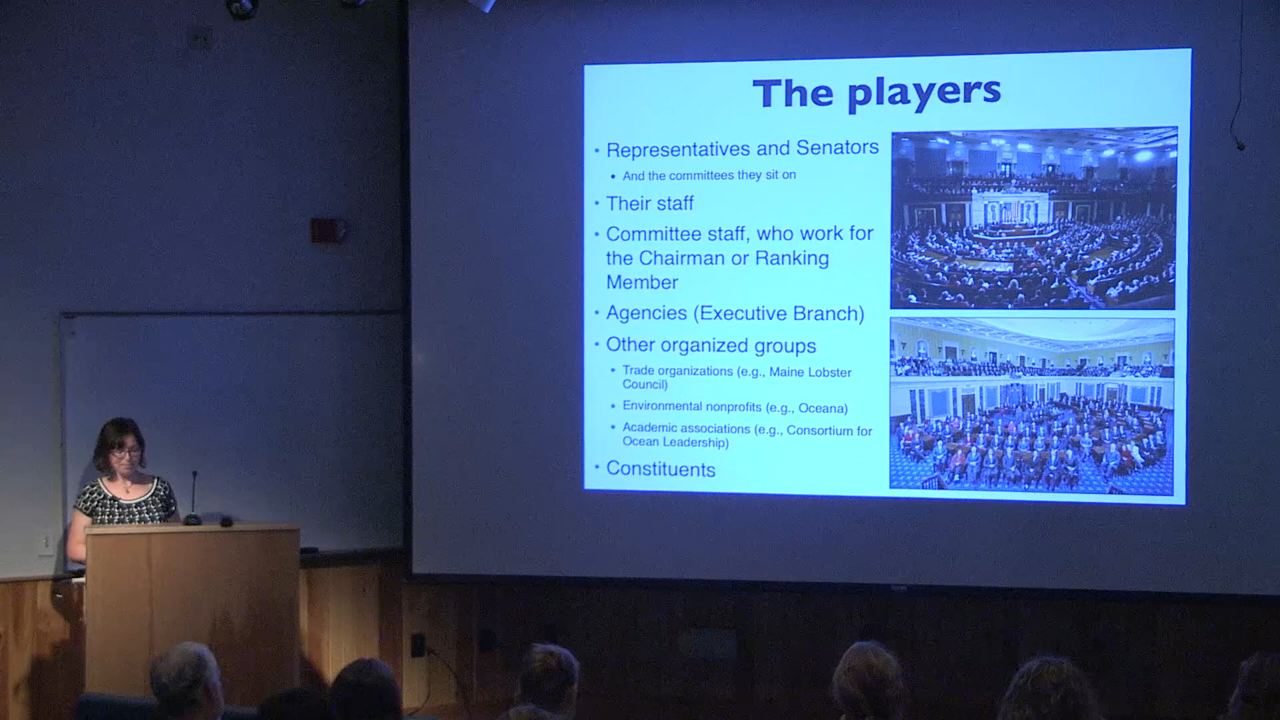 The players
• Representatives and Senators
• And the committees they sit on
• Their staff
• Committee staff, who work for
the Chairman or Ranking
Member
• Agencies (Executive Branch)
• Other organized groups
• Trade organizations (e.g., Maine Lobster
Council)
• Environmental nonprofits (e.g., Oceana)
• Academic associations (e.g., Consortium for
Ocean Leadership)
• Constituents